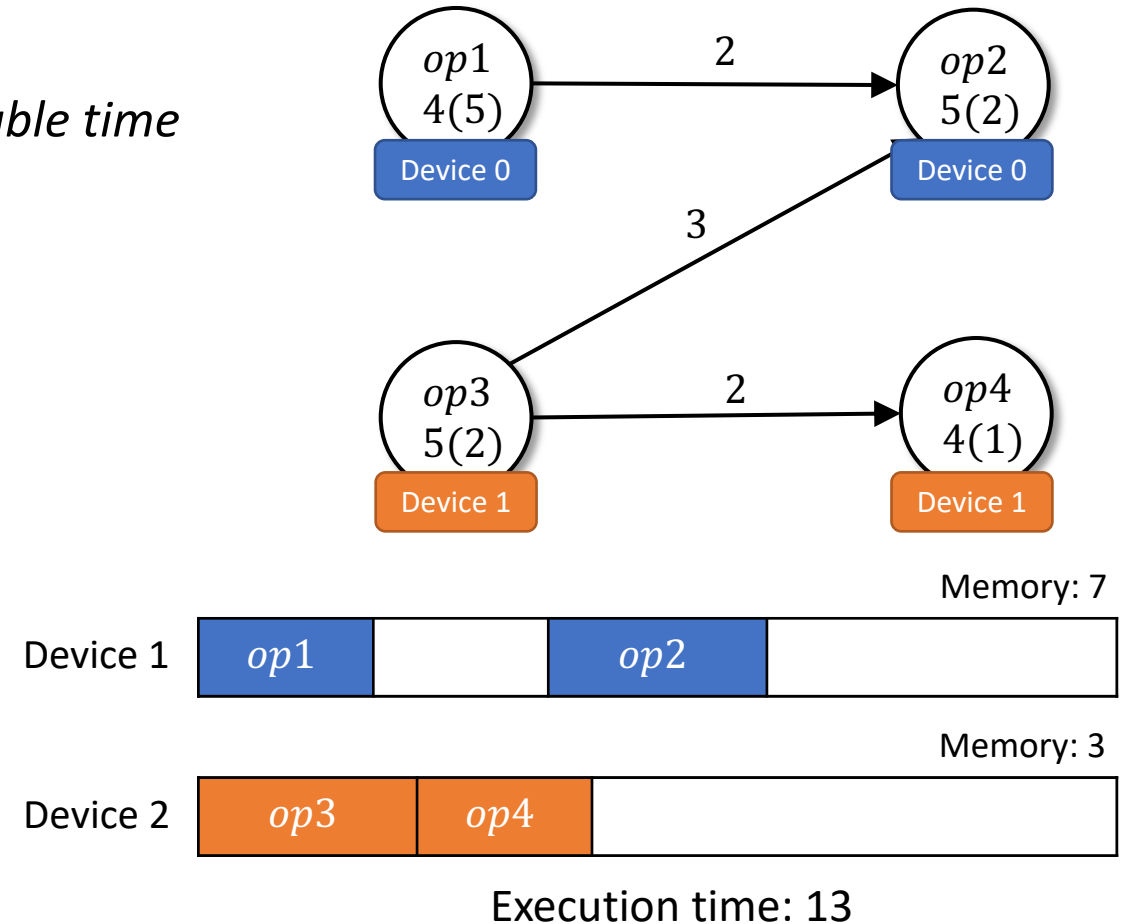 op1
4(5)
Device 0
2
op2
5(2)
Device 0
time
3
op3
5(2)
Device 1
2
op4
4(1)
Device 1
Memory: 7
Device 1
op1
op2
Memory: 3
Device 2
op3
op4
Execution time: 13